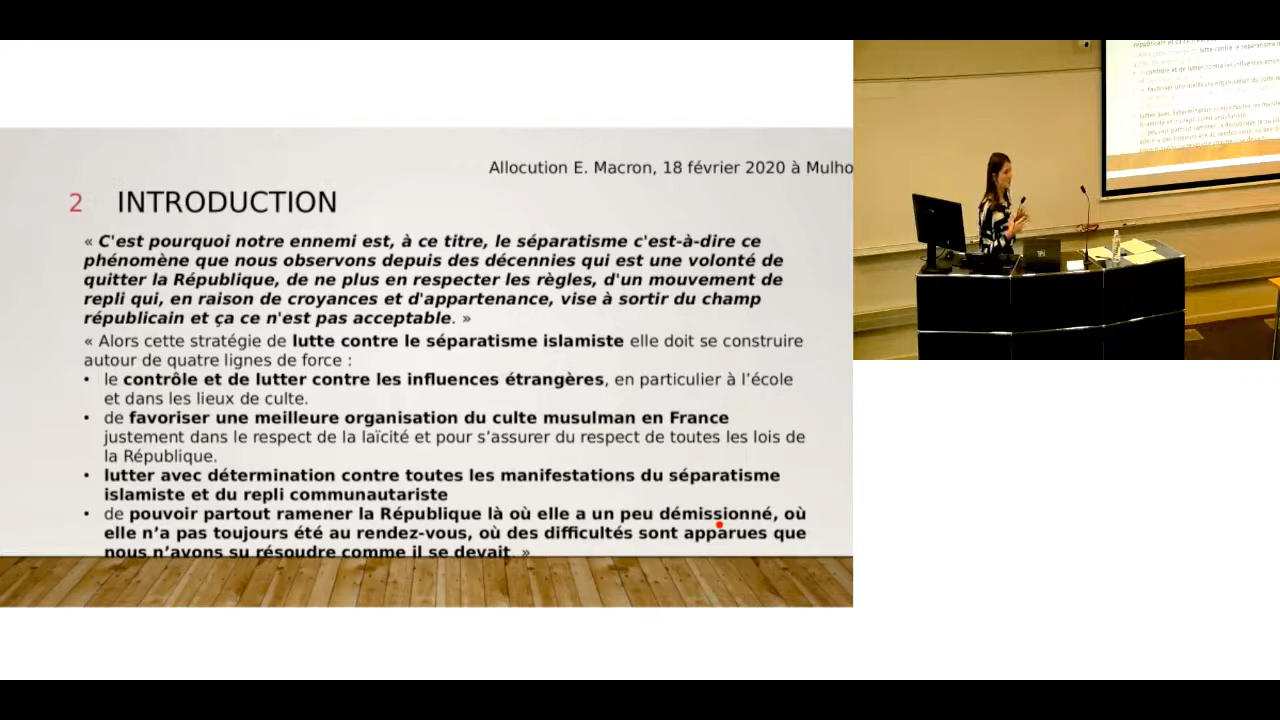 Allocution E. Macron, 18 février 2020 à Mulho
2 INTRODUCTION
« C'est pourquoi notre ennemi est, à ce titre, le séparatisme c'est-à-dire ce
phénomène que nous observons depuis des décennies qui est une volonté de
quitter la République, de ne plus en respecter les règles, d'un mouvement de
repli qui, en raison de croyances et d'appartenance, vise à sortir du champ
républicain et ça ce n'est pas acceptable. »
« Alors cette stratégie de lutte contre le séparatisme islamiste elle doit se construire
autour de quatre lignes de force :
• le contrôle et de lutter contre les influences étrangères, en particulier à l’école
et dans les lieux de culte.
• de favoriser une meilleure organisation du culte musulman en France
justement dans le respect de la laïcité et pour s’assurer du respect de toutes les lois de
la République.
• lutter avec détermination contre toutes les manifestations du séparatisme
islamiste et du repli communautariste
• de pouvoir partout ramener la République là où elle a un peu démissionné, où
elle n’a pas toujours été au rendez-vous, où des difficultés sont apparues que
nous n’avons su résoudre comme il se devait. »